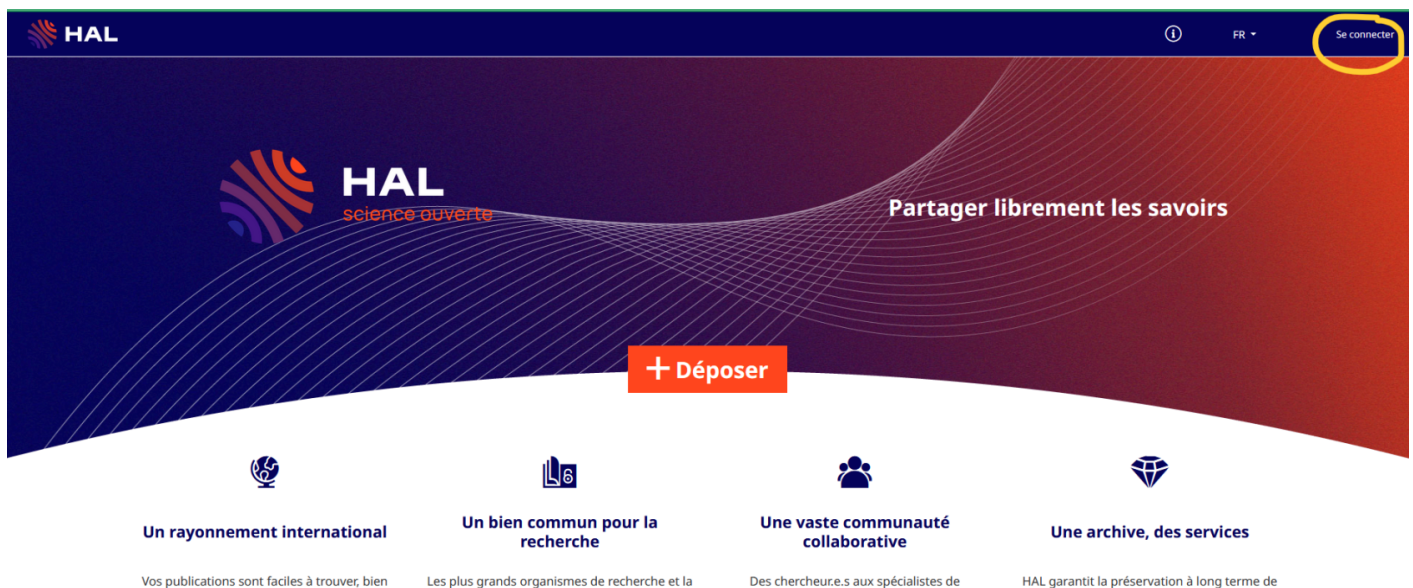 HAL
FR
Se connecter
HAL
science ouverte
Partager librement les savoirs
+ Déposer
Un rayonnement international
Un bien commun pour la
recherche
Une vaste communauté
collaborative
Une archive, des services
Vos publications sont faciles à trouver, bien
Les plus grands organismes de recherche et la
Des chercheur.e.s aux spécialistes de
HAL garantit la préservation à long terme de